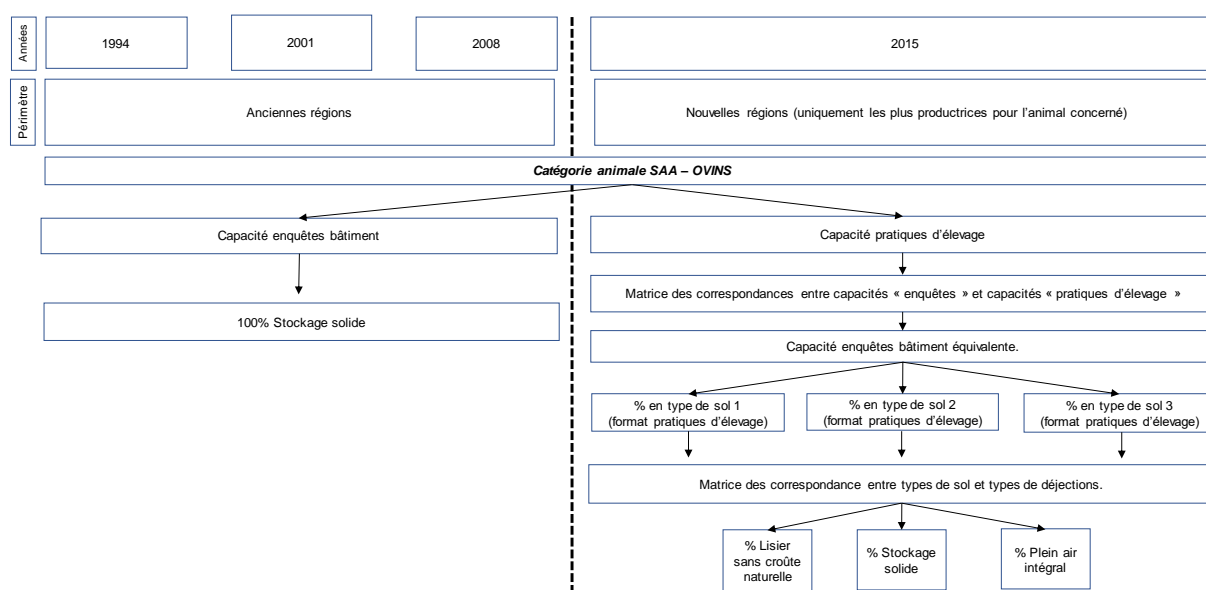 Années
1994
2001
2008
2015
Périmètre
Anciennes régions
Nouvelles régions (uniquement les plus productrices pour l'animal concerné)
Catégorie animale SAA – OVINS
Capacité enquêtes bâtiment
Capacité pratiques d'élevage
100% Stockage solide
Matrice des correspondances entre capacités « enquêtes » et capacités « pratiques d'élevage »
Capacité enquêtes bâtiment équivalente.
% en type de sol 1
(format pratiques d'élevage)
% en type de sol 2
(format pratiques d'élevage)
% en type de sol 3
(format pratiques d'élevage)
Matrice des correspondance entre types de sol et types de déjections.
% Lisier
sans croûte
naturelle
% Stockage
solide
% Plein air
intégral